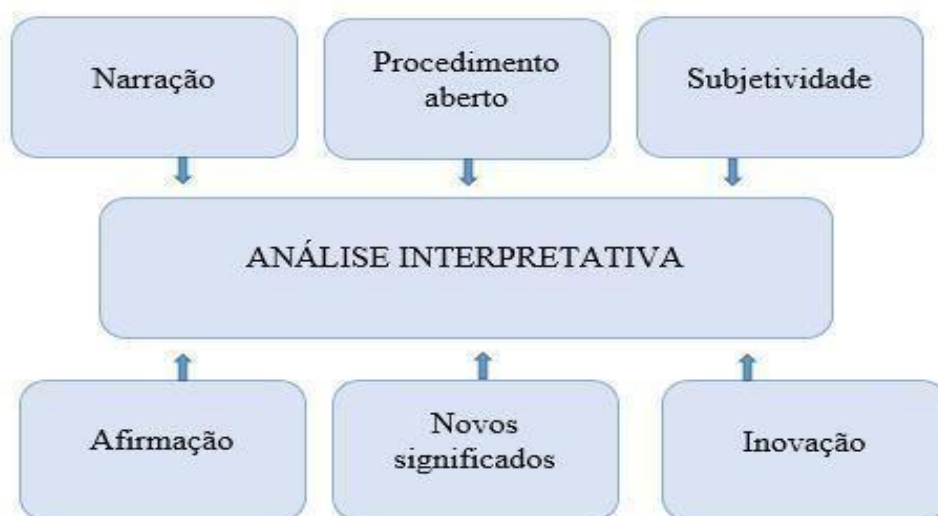 Narração
Procedimento
aberto
Subjetividade
ANÁLISE INTERPRETATIVA
Afirmação
Novos
significados
Inovação